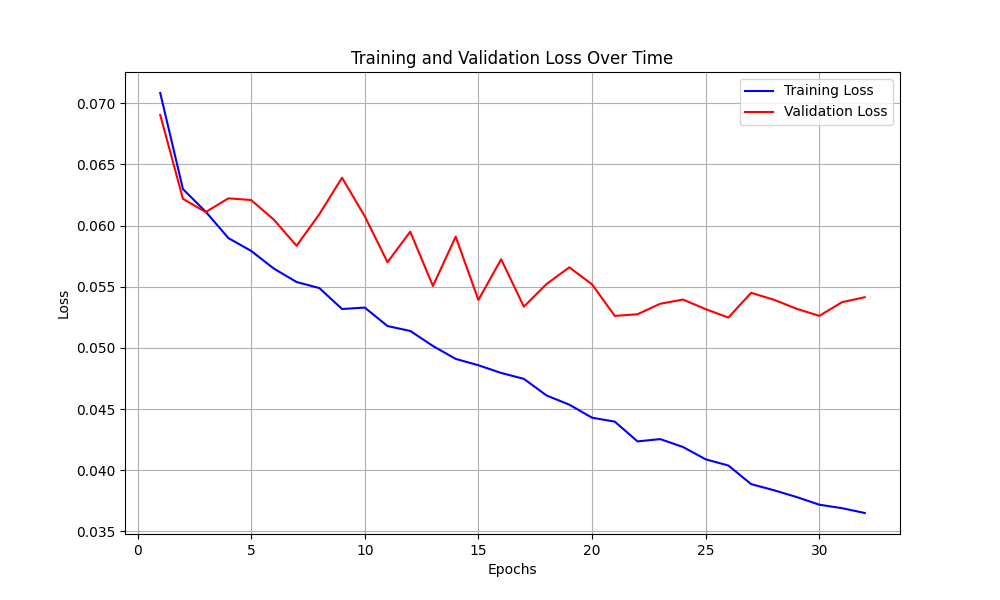 Training and Validation Loss Over Time
Training Loss
Validation Loss
0.070
0.065
0.060
0.055
0.050
0.045
0.040
0.035
Loss
0 5 10 15 20 25 30
Epochs